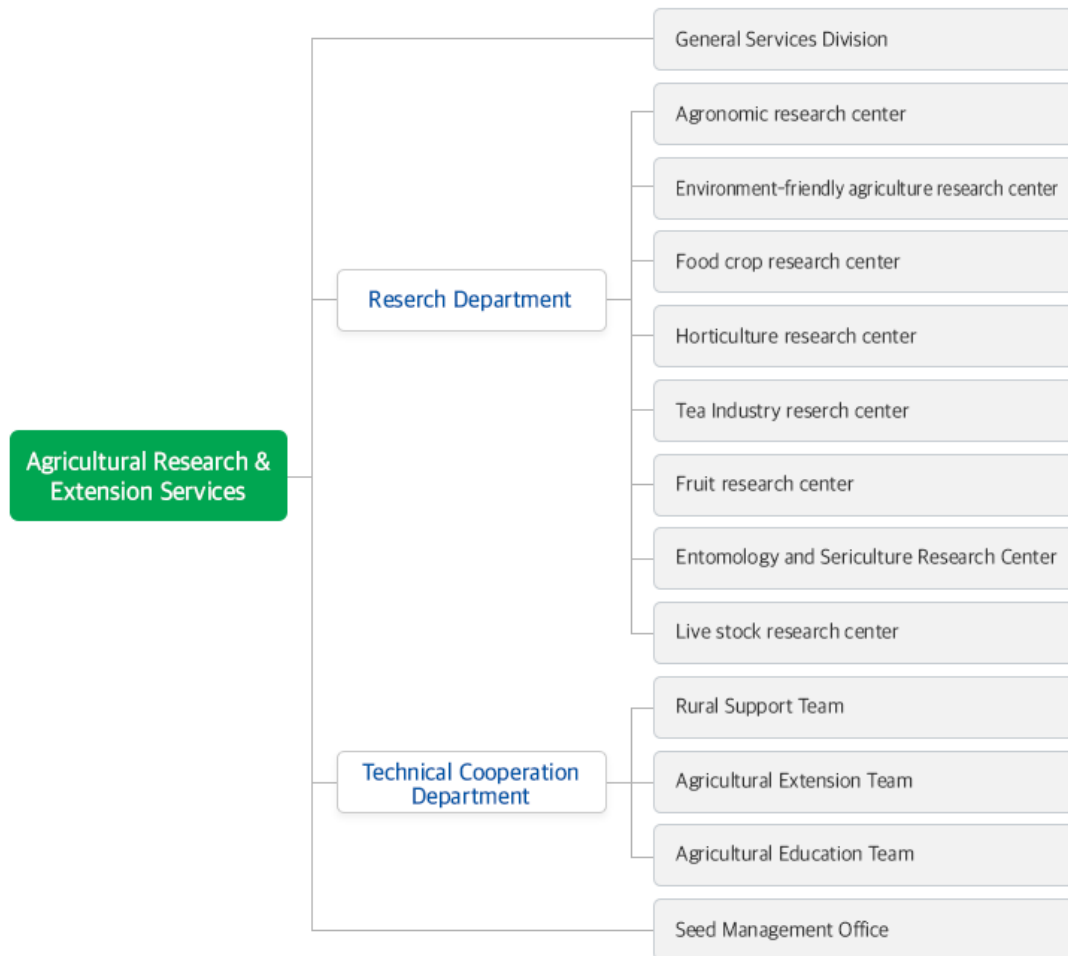 General Services Division
Agronomic research center
Environment-friendly agriculture research center
Food crop research center
Reserch Department
Horticulture research center
Tea Industry reserch center
Agricultural Research &
Extension Services
Fruit research center
Entomology and Sericulture Research Center
Live stock research center
Rural Support Team
Technical Cooperation
Department
Agricultural Extension Team
Agricultural Education Team
Seed Management Office